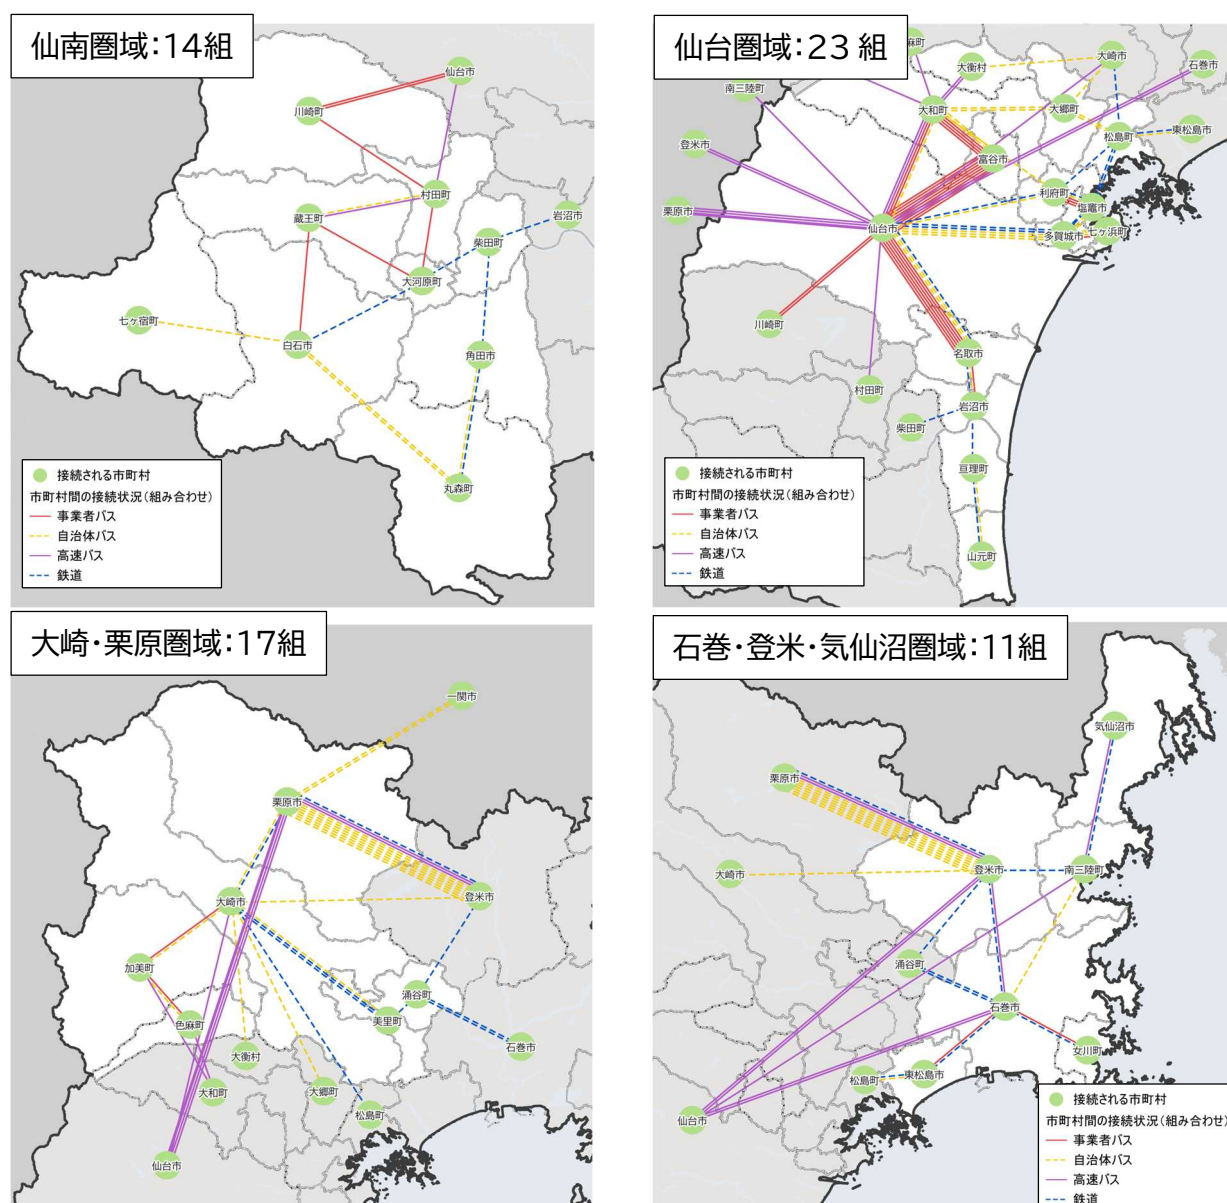 仙南圏域：14組
仙台市
川崎町
村田町
蔵王町
岩沼市
柴田町
大河原町
七ヶ宿町
白石市
角田市
丸森町
接続される市町村
市町村間の接続状況（組み合わせ）
事業者バス
自治体バス
高速バス
鉄道
仙台圏域：23 組
麻町
大衡村
大崎市
石巻市
南三陸町
大和町
大郷町
松島町
東松島市
登米市
富谷市
利府町
塩竈市
栗原市
仙台市
多賀城市
七ヶ浜町
川崎町
名取市
村田町
岩沼市
柴田町
亘理町
山元町
接続される市町村
市町村間の接続状況（組み合わせ）
事業者バス
自治体バス
高速バス
鉄道
大崎・栗原圏域：17組
一関市
栗原市
大崎市
登米市
加美町
涌谷町
色麻町
美里町
石巻市
大衡村
大和町
大郷町
松島町
仙台市
石巻・登米・気仙沼圏域：11組
気仙沼市
栗原市
大崎市
登米市
南三陸町
涌谷町
石巻市
女川町
松島町
東松島市
仙台市
接続される市町村
市町村間の接続状況（組み合わせ）
事業者バス
自治体バス
高速バス
鉄道